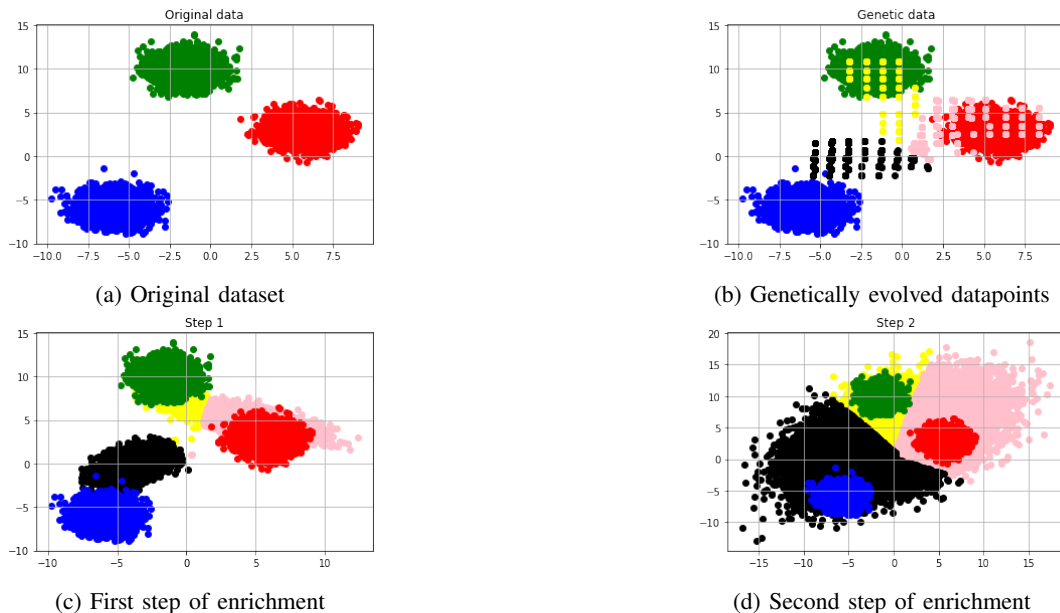 Original data
15
10
5
0
−5
−10
−10.0 −7.5 −5.0 −2.5 0.0 2.5 5.0 7.5
(a) Original dataset
Genetic data
15
10
5
0
−5
−10
−10.0 −7.5 −5.0 −2.5 0.0 2.5 5.0 7.5
(b) Genetically evolved datapoints
Step 1
15
10
5
0
−5
−10
−10 −5 0 5 10
(c) First step of enrichment
Step 2
20
15
10
5
0
−5
−10
−15 −10 −5 0 5 10 15
(d) Second step of enrichment